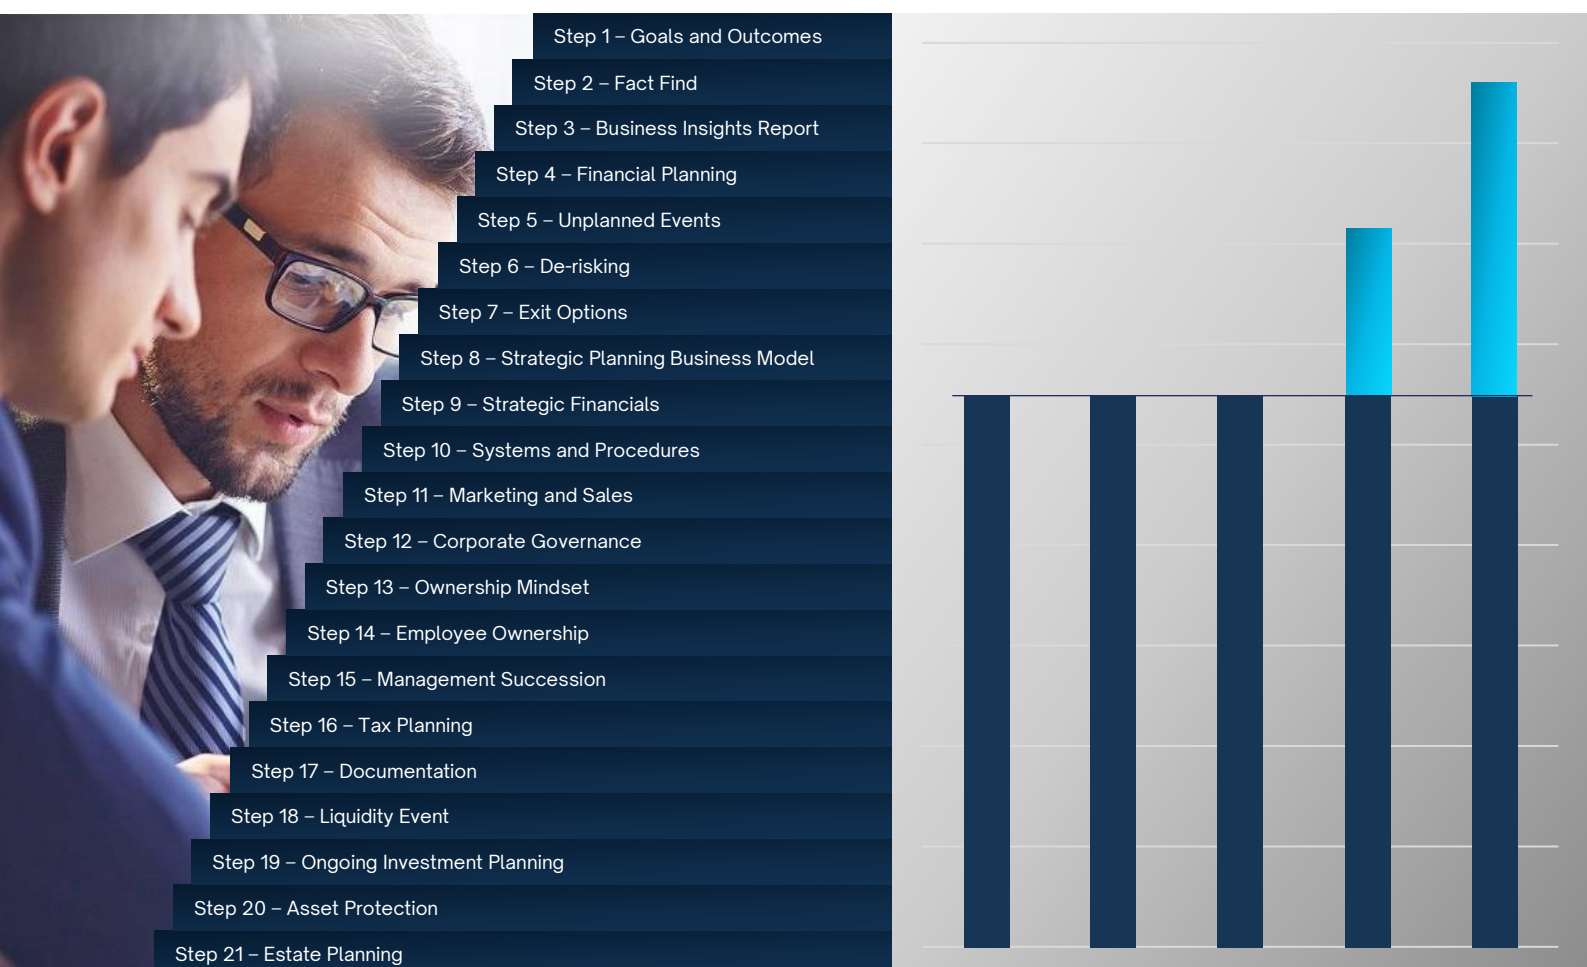 Step 1 – Goals and Outcomes
Step 2 – Fact Find
Step 3 – Business Insights Report
Step 4 – Financial Planning
Step 5 – Unplanned Events
Step 6 – De-risking
Step 7 – Exit Options
Step 8 – Strategic Planning Business Model
Step 9 – Strategic Financials
Step 10 – Systems and Procedures
Step 11 – Marketing and Sales
Step 12 – Corporate Governance
Step 13 – Ownership Mindset
Step 14 – Employee Ownership
Step 15 – Management Succession
Step 16 – Tax Planning
Step 17 – Documentation
Step 18 – Liquidity Event
Step 19 – Ongoing Investment Planning
Step 20 – Asset Protection
Step 21 – Estate Planning